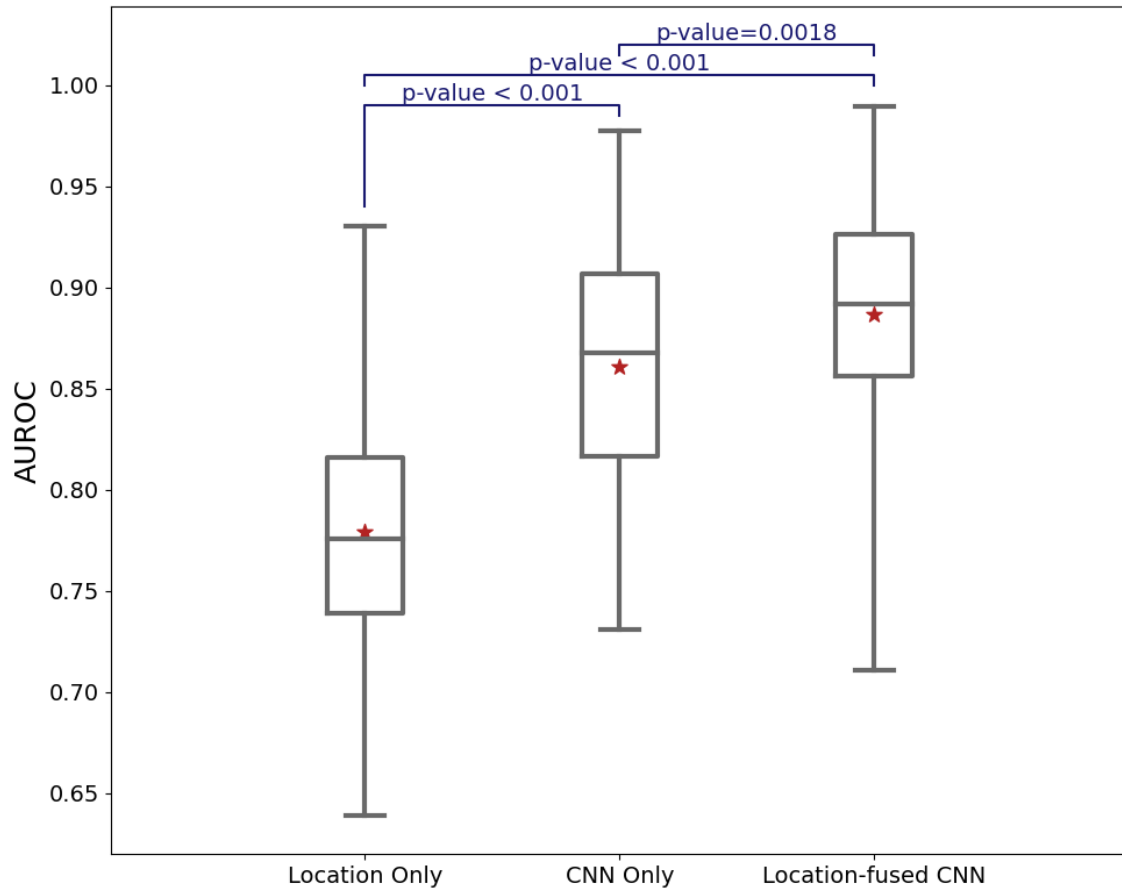 p-value=0.0018
p-value < 0.001
p-value < 0.001
1.00
0.95
0.90
0.85
0.80
0.75
0.70
0.65
AUROC
Location Only
CNN Only
Location-fused CNN